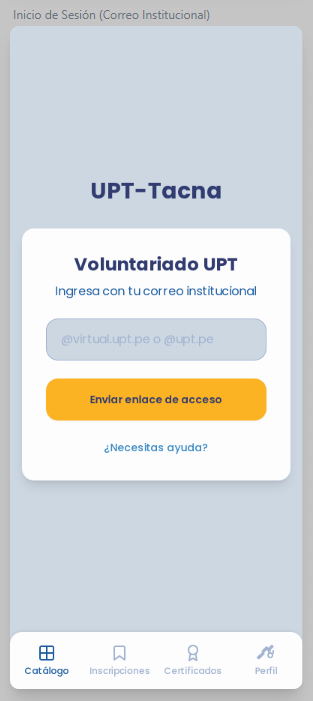 Inicio de Sesión (Correo Institucional)
UPT-Tacna
Voluntariado UPT
Ingresa con tu correo institucional
@virtual.upt.pe o @upt.pe
Enviar enlace de acceso
¿Necesitas ayuda?
Catálogo Inscripciones Certificados Perfil